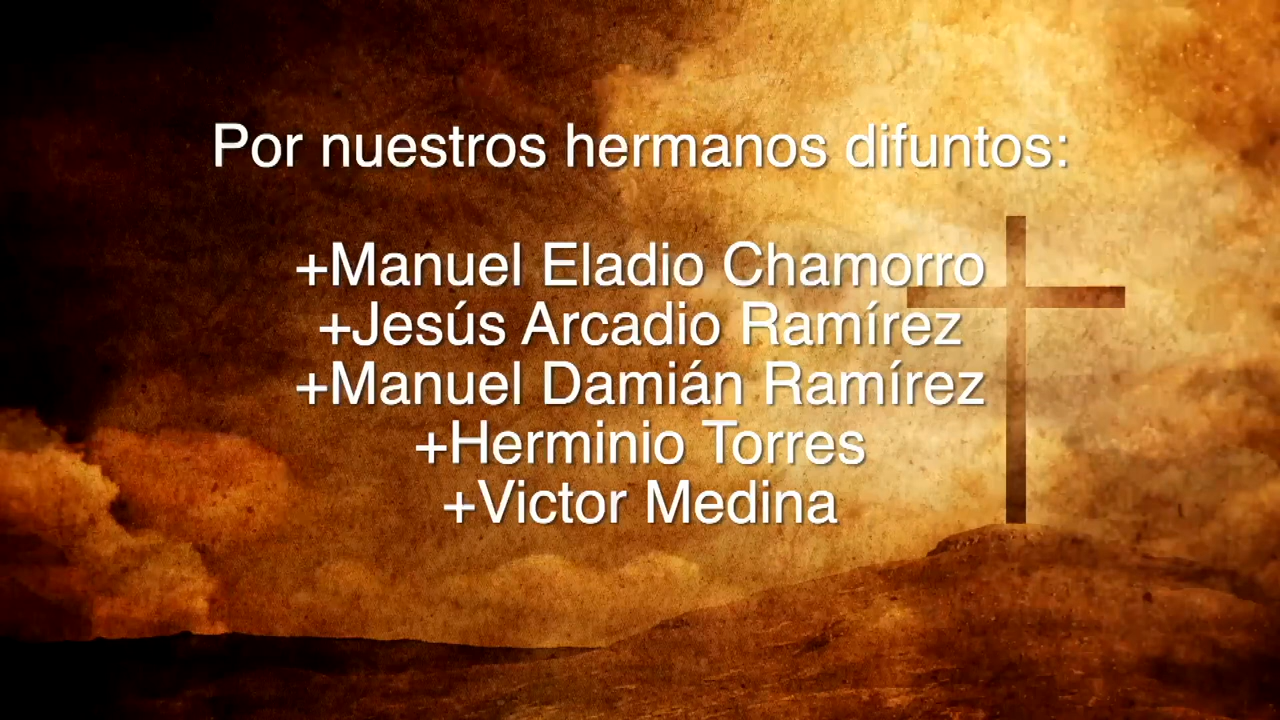 Por nuestros hermanos difuntos:
+Manuel Eladio Chamorro
+Jesús Arcadio Ramírez
+Manuel Damián Ramírez
+Herminio Torres
+Victor Medina